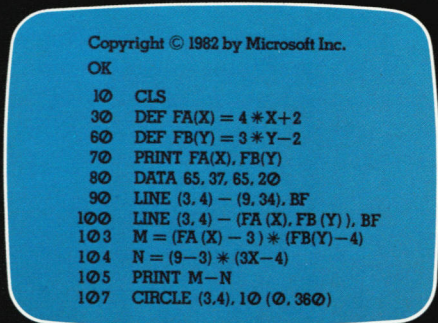 Copyright © 1982 by Microsoft Inc.
OK
10 CLS
30 DEF FA(X) = 4 * X+2
60 DEF FB(Y) = 3 * Y-2
70 PRINT FA(X), FB(Y)
80 DATA 65, 37, 65, 20
90 LINE (3, 4) - (9, 34), BF
100 LINE (3, 4) - (FA (X), FB (Y) ), BF
103 M = (FA (X) - 3 ) * (FB(Y)-4)
104 N = (9-3) * (3X-4)
105 PRINT M-N
107 CIRCLE (3,4), 10 (0, 360)